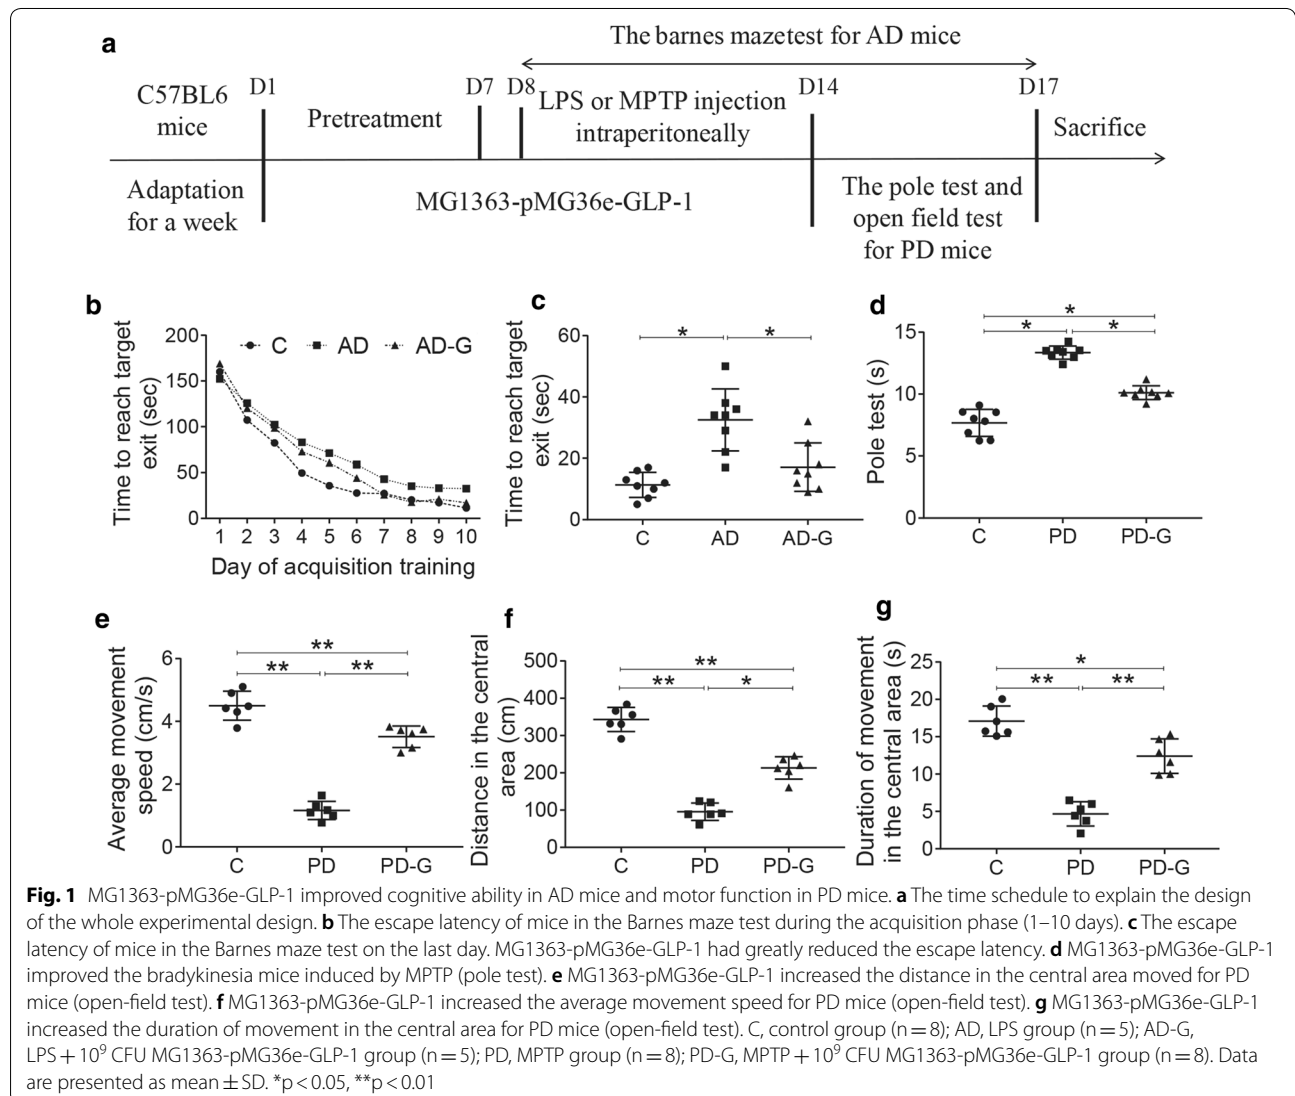 a
The barnes mazetest for AD mice
C57BL6
mice
D1
D7
D8
D14
D17
Pretreatment
LPS or MPTP injection
intraperitoneally
Sacrifice
Adaptation
for a week
MG1363-pMG36e-GLP-1
The pole test and
open field test
for PD mice
b
Time to reach target
exit (sec)
200
150
100
50
0
C AD AD-G
1 2 3 4 5 6 7 8 9 10
Day of acquisition training
c
Time to reach target
exit (sec)
60
40
20
0
* *
C AD AD-G
d
Pole test (s)
15
10
5
0
*
* *
C PD PD-G
e
Average movement
speed (cm/s)
6
4
2
0
**
** **
C PD PD-G
f
Distance in the central
area (cm)
500
400
300
200
100
0
**
** *
C PD PD-G
g
Duration of movement
in the central area (s)
25
20
15
10
5
0
*
** **
C PD PD-G
Fig. 1 MG1363-pMG36e-GLP-1 improved cognitive ability in AD mice and motor function in PD mice. a The time schedule to explain the design
of the whole experimental design. b The escape latency of mice in the Barnes maze test during the acquisition phase (1–10 days). c The escape
latency of mice in the Barnes maze test on the last day. MG1363-pMG36e-GLP-1 had greatly reduced the escape latency. d MG1363-pMG36e-GLP-1
improved the bradykinesia mice induced by MPTP (pole test). e MG1363-pMG36e-GLP-1 increased the distance in the central area moved for PD
mice (open-field test). f MG1363-pMG36e-GLP-1 increased the average movement speed for PD mice (open-field test). g MG1363-pMG36e-GLP-1
increased the duration of movement in the central area for PD mice (open-field test). C, control group (n = 8); AD, LPS group (n = 5); AD-G,
LPS + 10⁹ CFU MG1363-pMG36e-GLP-1 group (n = 5); PD, MPTP group (n = 8); PD-G, MPTP + 10⁹ CFU MG1363-pMG36e-GLP-1 group (n = 8). Data
are presented as mean ± SD. *p < 0.05, **p < 0.01